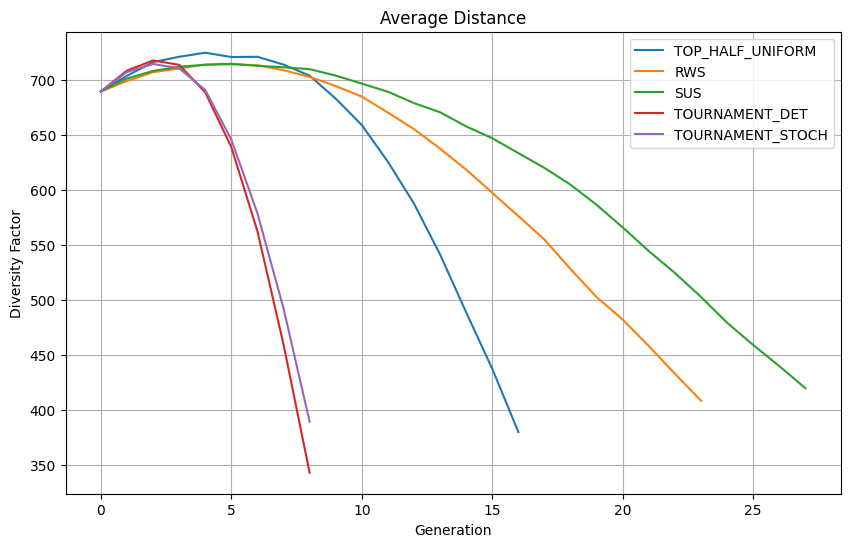 Average Distance
TOP_HALF_UNIFORM
RWS
SUS
TOURNAMENT_DET
TOURNAMENT_STOCH
Diversity Factor
700
650
600
550
500
450
400
350
0 5 10 15 20 25
Generation